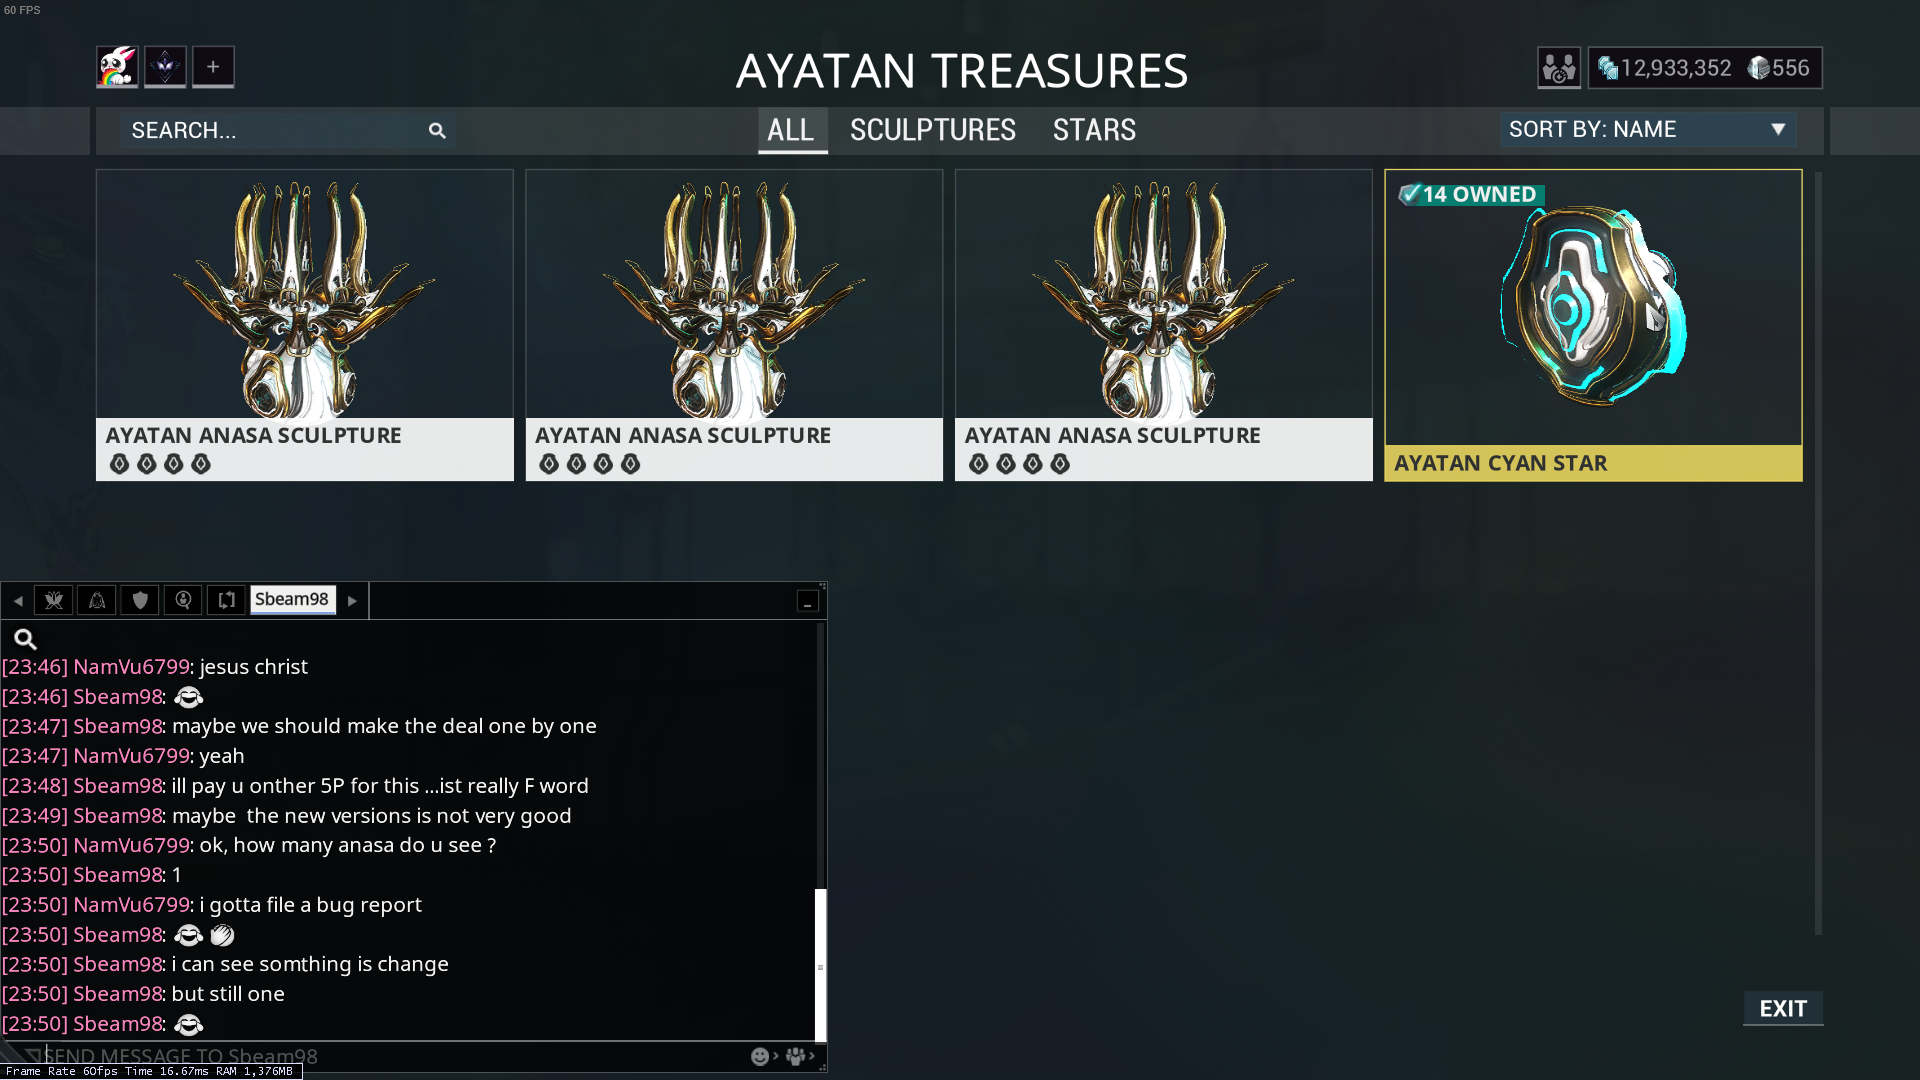 60 FPS
AYATAN TREASURES
12,933,352 556
SEARCH...
ALL SCULPTURES STARS
SORT BY: NAME
14 OWNED
AYATAN ANASA SCULPTURE
AYATAN ANASA SCULPTURE
AYATAN ANASA SCULPTURE
AYATAN CYAN STAR
Sbeam98
[23:46] NamVu6799: jesus christ
[23:46] Sbeam98: 😂
[23:47] Sbeam98: maybe we should make the deal one by one
[23:47] NamVu6799: yeah
[23:48] Sbeam98: ill pay u onther 5P for this ...ist really F word
[23:49] Sbeam98: maybe  the new versions is not very good
[23:50] NamVu6799: ok, how many anasa do u see ?
[23:50] Sbeam98: 1
[23:50] NamVu6799: i gotta file a bug report
[23:50] Sbeam98: 😂 👏
[23:50] Sbeam98: i can see somthing is change
[23:50] Sbeam98: but still one
[23:50] Sbeam98: 😂
SEND MESSAGE TO Sbeam98
EXIT
Frame Rate 60fps Time 16.67ms RAM 1,376MB